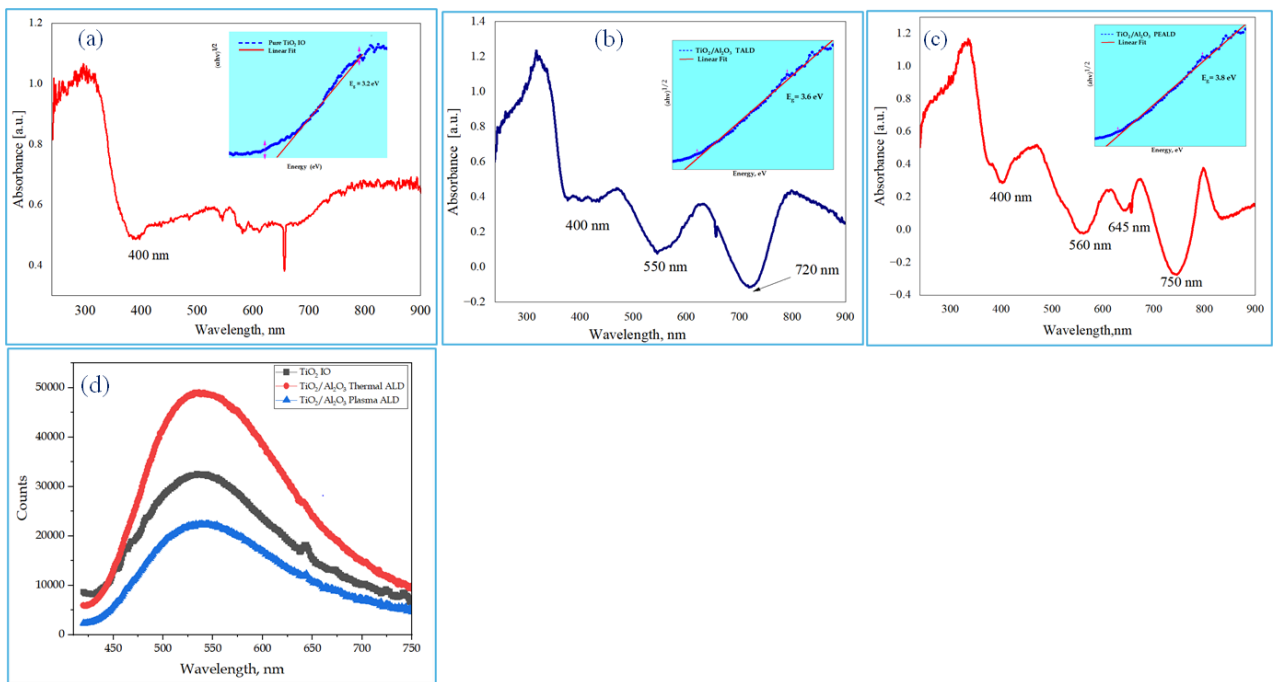 (a)
Pure TiO₂ IO
Linear Fit
(αhν)^1/2
E_g = 3.2 eV
Energy (eV)
1.2
1.0
0.8
0.6
0.4
Absorbance [a.u.]
400 nm
300 400 500 600 700 800 900
Wavelength, nm
(b)
TiO₂/Al₂O₃ TALD
Linear Fit
(ahv)^1/2
E_g= 3.6 eV
Energy, eV
1.4
1.2
1.0
0.8
0.6
0.4
0.2
0.0
−0.2
Absorbance [a.u.]
400 nm
550 nm
720 nm
300 400 500 600 700 800 900
Wavelength, nm
(c)
TiO₂/Al₂O₃ PEALD
Linear Fit
(ahv)^1/2
E_g= 3.8 eV
Energy, eV
1.2
1.0
0.8
0.6
0.4
0.2
0.0
−0.2
−0.4
Absorbance [a.u.]
400 nm
560 nm
645 nm
750 nm
300 400 500 600 700 800 900
Wavelength,nm
(d)
TiO₂ IO
TiO₂/Al₂O₃ Thermal ALD
TiO₂/Al₂O₃ Plasma ALD
50000
40000
30000
20000
10000
0
Counts
450 500 550 600 650 700 750
Wavelength, nm